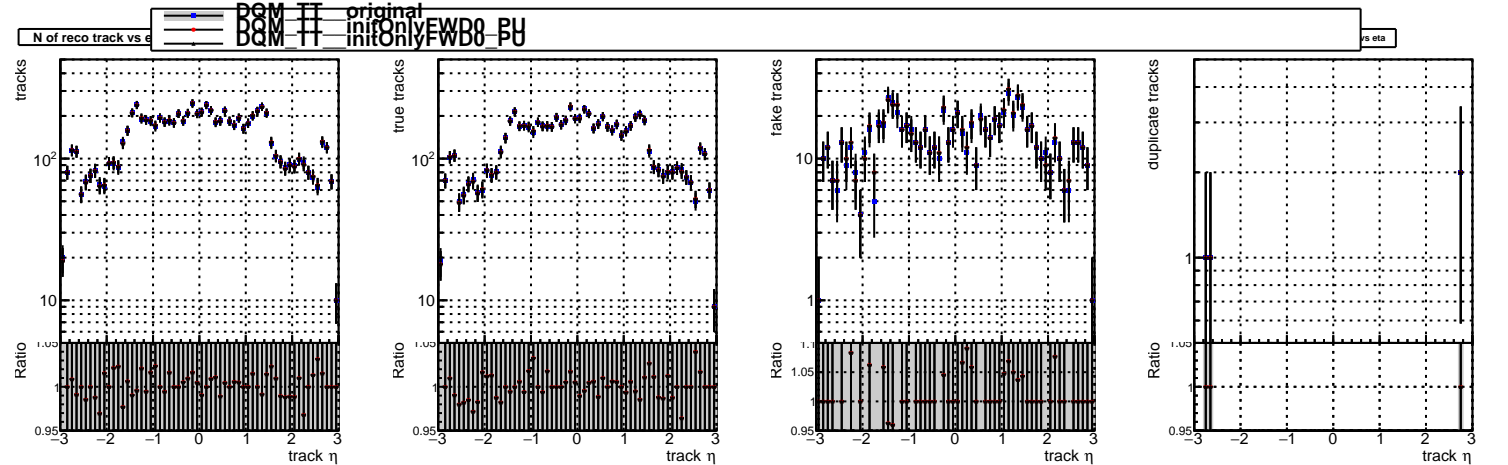 DQM_TT__original
DQM_TT__initOnlyFWD0_PU
DQM_TT__initOnlyFWD0_PU
N of reco track vs e
vs eta
tracks
10²
10
Ratio
1.05
1
0.95
−3 −2 −1 0 1 2 3
track η
true tracks
10²
10
Ratio
1.05
1
0.95
−3 −2 −1 0 1 2 3
track η
fake tracks
10
1
Ratio
1.1
1.05
1
0.95
−3 −2 −1 0 1 2 3
track η
duplicate tracks
1
Ratio
1.05
1
0.95
−3 −2 −1 0 1 2 3
track η